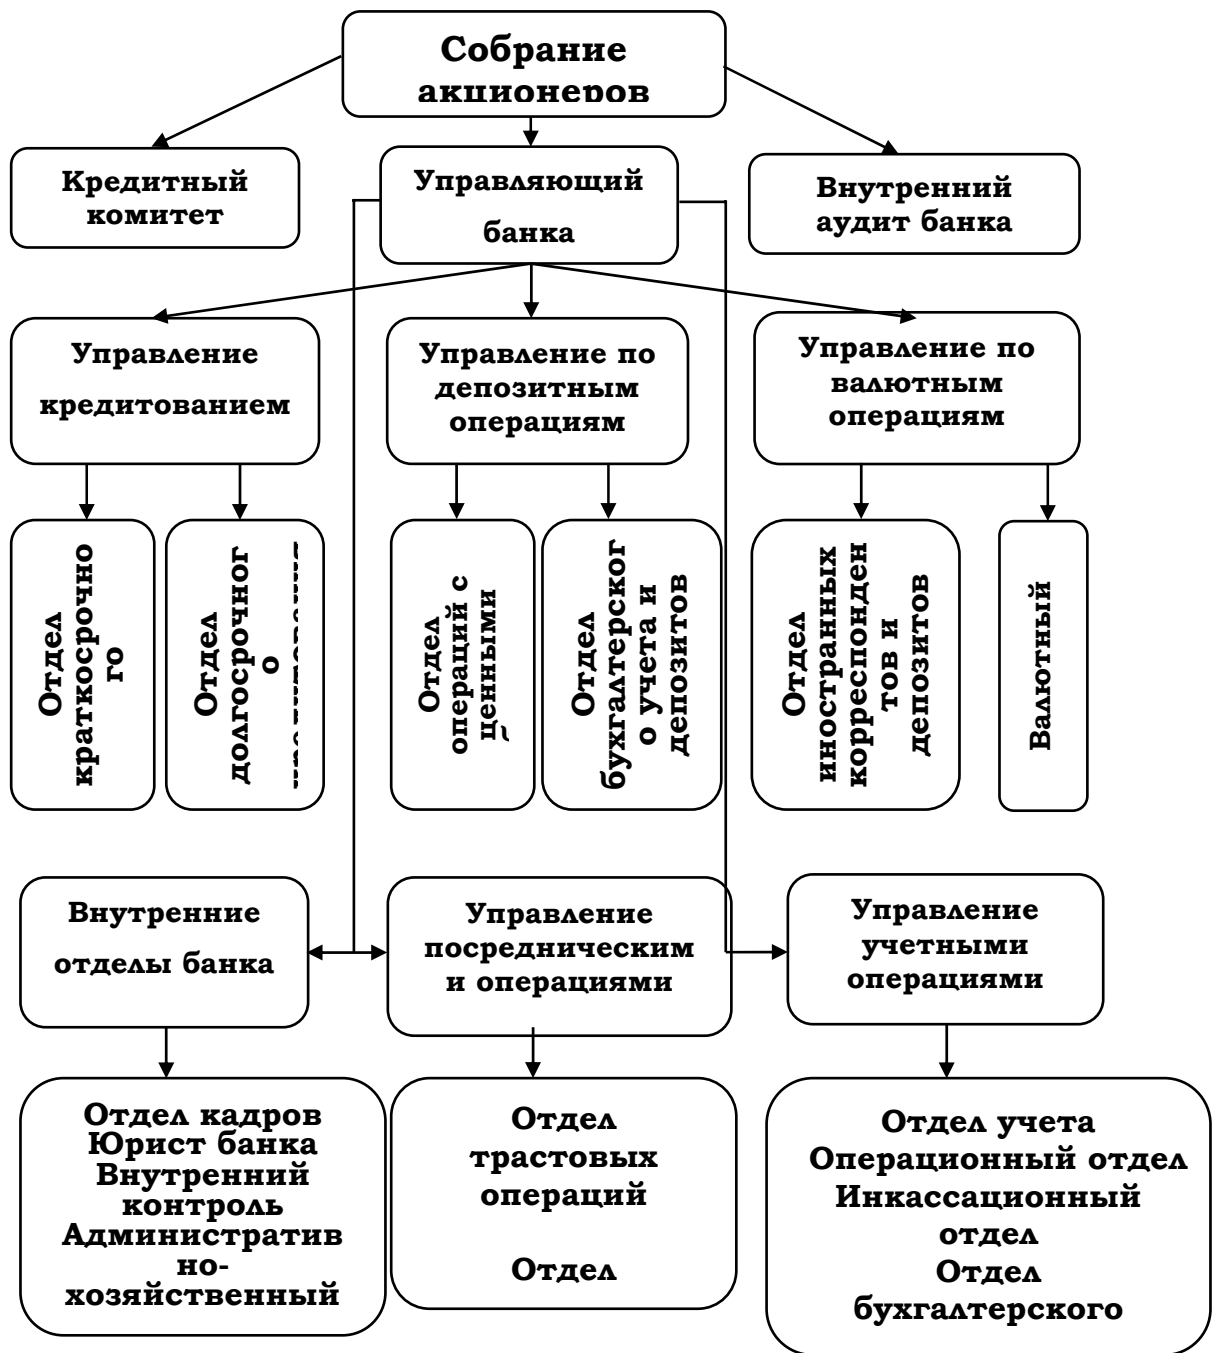 Собрание
акционеров
Кредитный
комитет
Управляющий
банка
Внутренний
аудит банка
Управление
кредитованием
Управление по
депозитным
операциям
Управление по
валютным
операциям
Отдел
краткосрочно
го
Отдел
долгосрочног
о
Отдел
операций с
ценными
Отдел
бухгалтерског
о учета и
депозитов
Отдел
иностранных
корреспонден
тов и
депозитов
Валютный
Внутренние
отделы банка
Управление
посредническим
и операциями
Управление
учетными
операциями
Отдел кадров
Юрист банка
Внутренний
контроль
Административ
но-
хозяйственный
Отдел
трастовых
операций
Отдел
Отдел учета
Операционный отдел
Инкассационный
отдел
Отдел
бухгалтерского